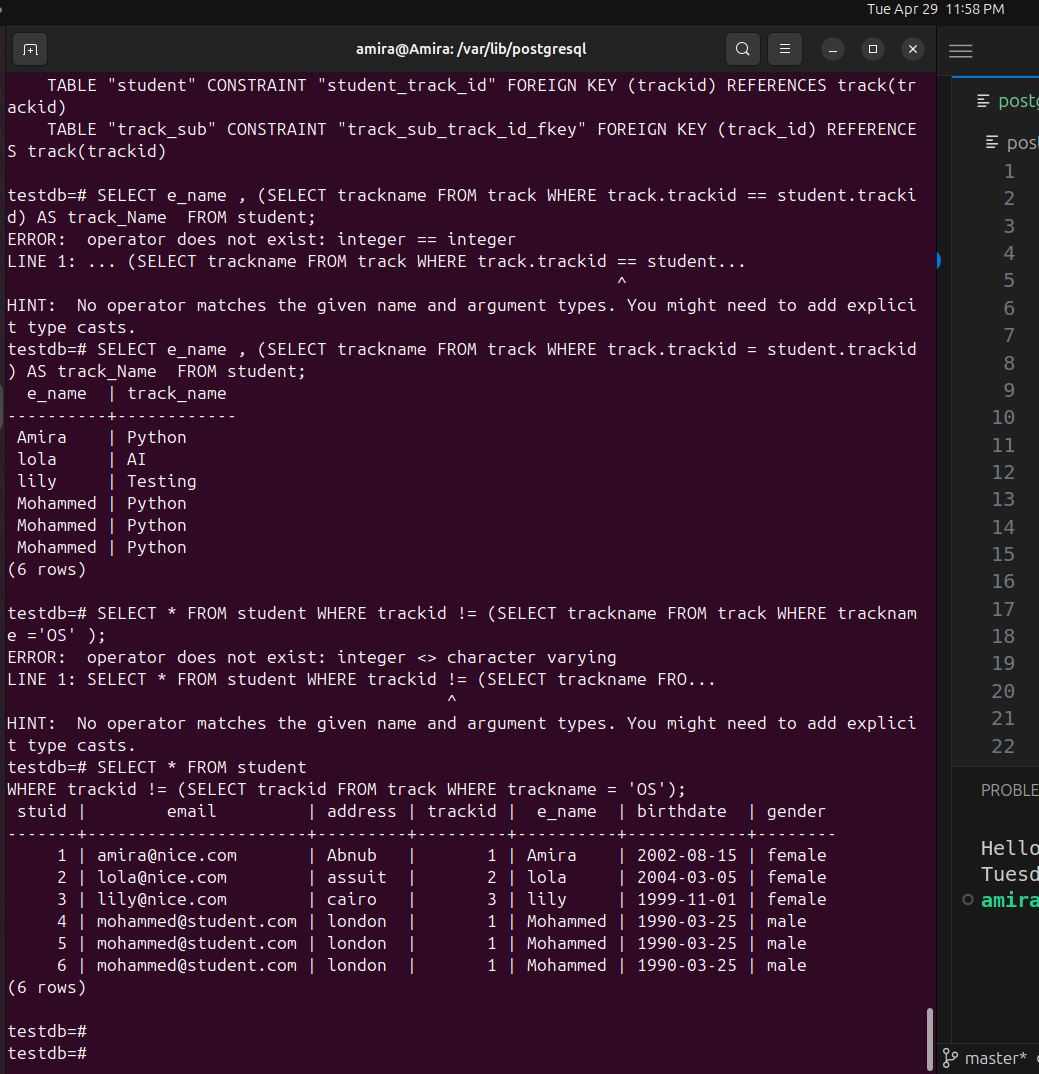 Tue Apr 29 11:58 PM
amira@Amira: /var/lib/postgresql
    TABLE "student" CONSTRAINT "student_track_id" FOREIGN KEY (trackid) REFERENCES track(tr
ackid)
    TABLE "track_sub" CONSTRAINT "track_sub_track_id_fkey" FOREIGN KEY (track_id) REFERENCE
S track(trackid)

testdb=# SELECT e_name , (SELECT trackname FROM track WHERE track.trackid == student.tracki
d) AS track_Name  FROM student;
ERROR:  operator does not exist: integer == integer
LINE 1: ... (SELECT trackname FROM track WHERE track.trackid == student...
                                                             ^
HINT:  No operator matches the given name and argument types. You might need to add explici
t type casts.
testdb=# SELECT e_name , (SELECT trackname FROM track WHERE track.trackid = student.trackid
) AS track_Name  FROM student;
  e_name  | track_name
----------+------------
 Amira    | Python
 lola     | AI
 lily     | Testing
 Mohammed | Python
 Mohammed | Python
 Mohammed | Python
(6 rows)

testdb=# SELECT * FROM student WHERE trackid != (SELECT trackname FROM track WHERE tracknam
e ='OS' );
ERROR:  operator does not exist: integer <> character varying
LINE 1: SELECT * FROM student WHERE trackid != (SELECT trackname FRO...
                                            ^
HINT:  No operator matches the given name and argument types. You might need to add explici
t type casts.
testdb=# SELECT * FROM student
WHERE trackid != (SELECT trackid FROM track WHERE trackname = 'OS');
 stuid |        email         | address | trackid |  e_name  | birthdate  | gender
-------+----------------------+---------+---------+----------+------------+--------
     1 | amira@nice.com       | Abnub   |       1 | Amira    | 2002-08-15 | female
     2 | lola@nice.com        | assuit  |       2 | lola     | 2004-03-05 | female
     3 | lily@nice.com        | cairo   |       3 | lily     | 1999-11-01 | female
     4 | mohammed@student.com | london  |       1 | Mohammed | 1990-03-25 | male
     5 | mohammed@student.com | london  |       1 | Mohammed | 1990-03-25 | male
     6 | mohammed@student.com | london  |       1 | Mohammed | 1990-03-25 | male
(6 rows)

testdb=#
testdb=#
postg
post
1
2
3
4
5
6
7
8
9
10
11
12
13
14
15
16
17
18
19
20
21
22
PROBLE
Hello
Tuesd
amira
master*